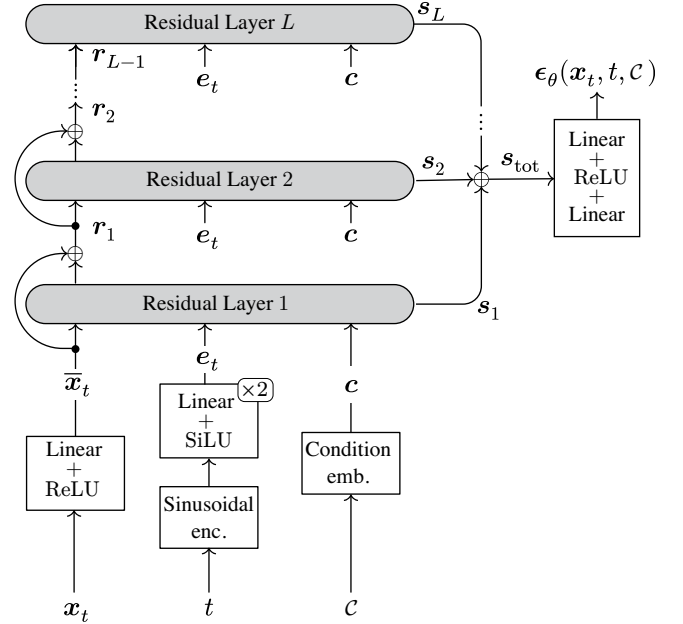 Residual Layer L
s_L
r_{L−1}
e_t
c
ϵ_θ(x_t, t, C)
r_2
Linear
+
ReLU
+
Linear
Residual Layer 2
s_2
s_tot
r_1
e_t
c
Residual Layer 1
s_1
e_t
x̄_t
c
×2
Linear
+
SiLU
Linear
+
ReLU
Condition
emb.
Sinusoidal
enc.
x_t
t
C